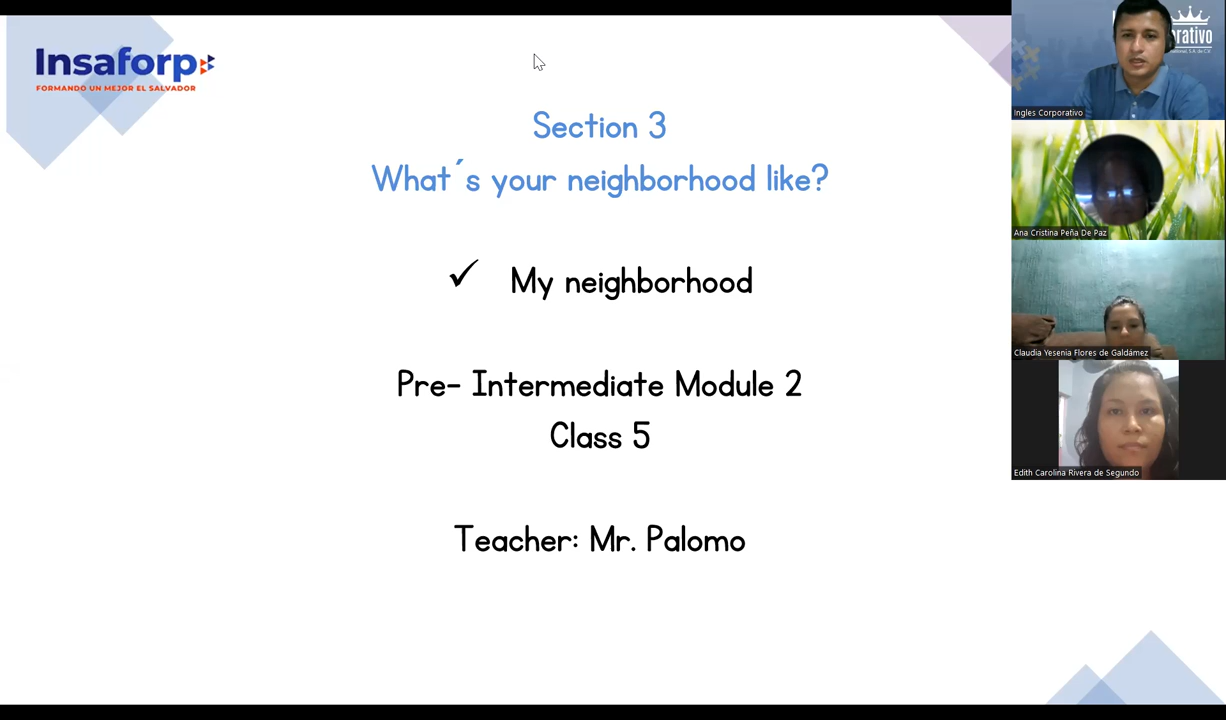 Insaforp
FORMANDO UN MEJOR EL SALVADOR
Section 3
What´s your neighborhood like?
✓ My neighborhood
Pre- Intermediate Module 2
Class 5
Teacher: Mr. Palomo
orativo
Ingles Corporativo
Ana Cristina Peña De Paz
Claudia Yesenia Flores de Galdámez
Edith Carolina Rivera de Segundo